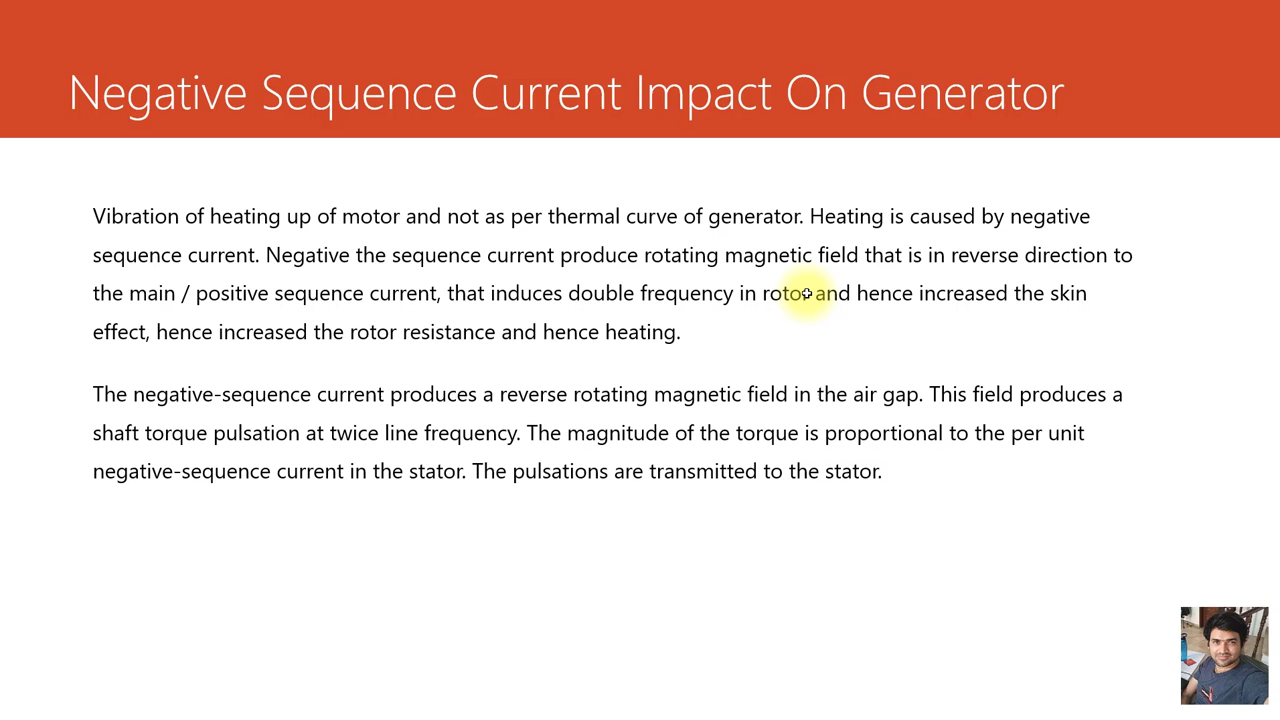 Negative Sequence Current Impact On Generator
Vibration of heating up of motor and not as per thermal curve of generator. Heating is caused by negative
sequence current. Negative the sequence current produce rotating magnetic field that is in reverse direction to
the main / positive sequence current, that induces double frequency in rotor and hence increased the skin
effect, hence increased the rotor resistance and hence heating.
The negative-sequence current produces a reverse rotating magnetic field in the air gap. This field produces a
shaft torque pulsation at twice line frequency. The magnitude of the torque is proportional to the per unit
negative-sequence current in the stator. The pulsations are transmitted to the stator.